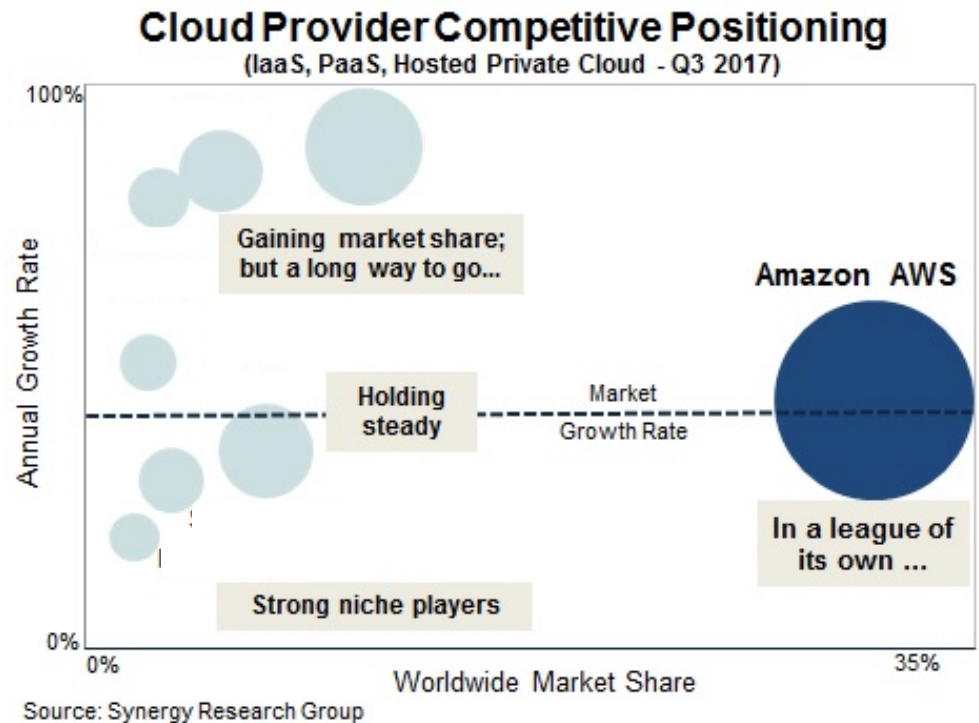 Cloud Provider Competitive Positioning
(IaaS, PaaS, Hosted Private Cloud - Q3 2017)
100%
Gaining market share;
but a long way to go...
Amazon AWS
Annual Growth Rate
Holding
steady
Market
Growth Rate
In a league of
its own ...
Strong niche players
0%
0%
35%
Worldwide Market Share
Source: Synergy Research Group